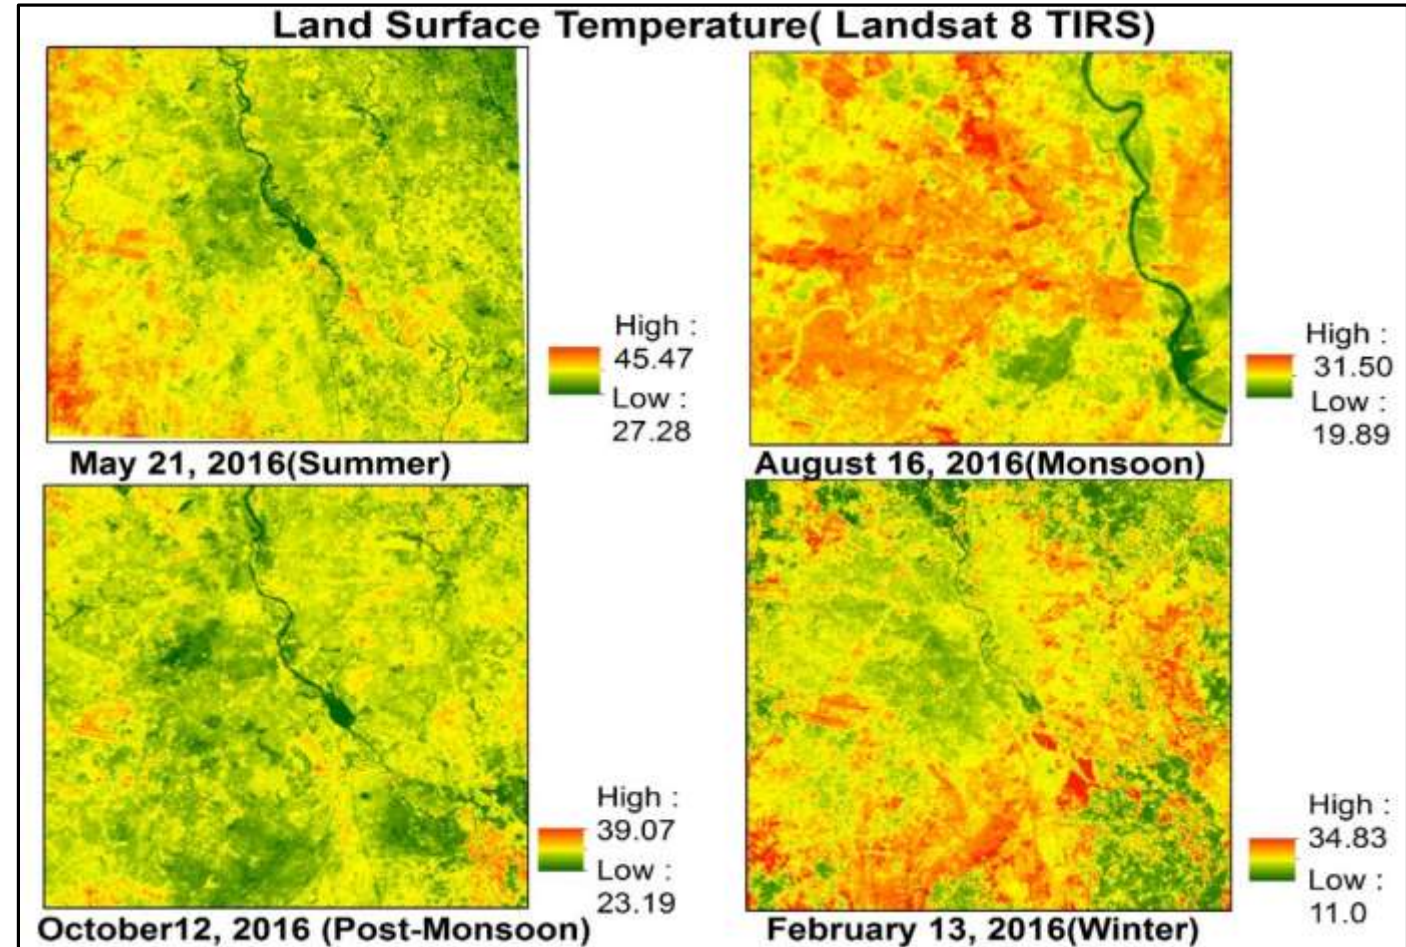 Land Surface Temperature( Landsat 8 TIRS)
High :
45.47
Low :
27.28
May 21, 2016(Summer)
High :
31.50
Low :
19.89
August 16, 2016(Monsoon)
High :
39.07
Low :
23.19
October12, 2016 (Post-Monsoon)
High :
34.83
Low :
11.0
February 13, 2016(Winter)